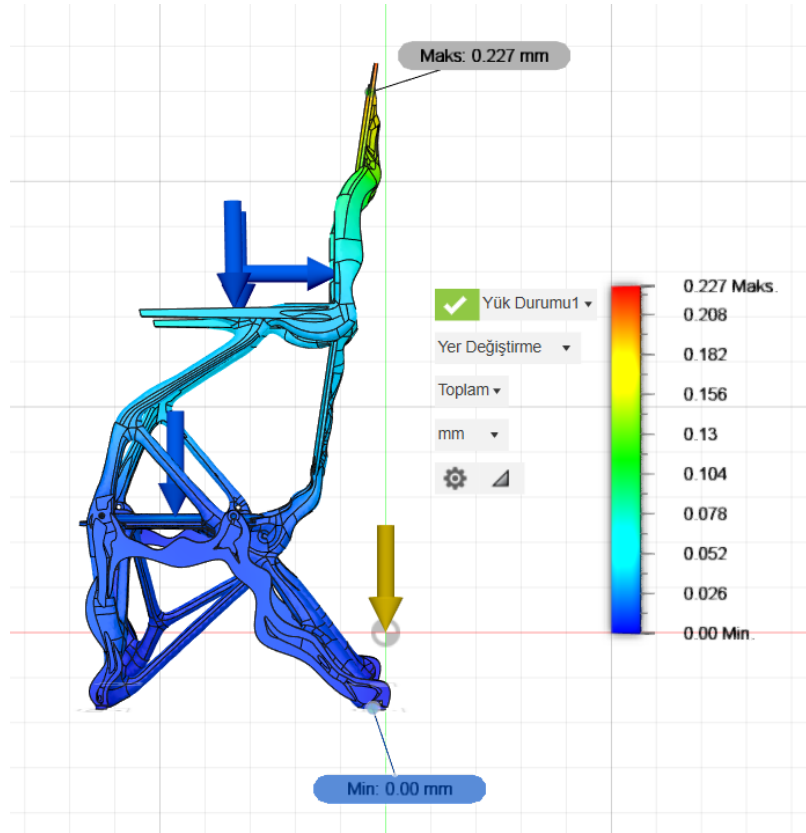 Maks: 0.227 mm
Yük Durumu1
Yer Değiştirme
Toplam
mm
0.227 Maks.
0.208
0.182
0.156
0.13
0.104
0.078
0.052
0.026
0.00 Min.
Min: 0.00 mm